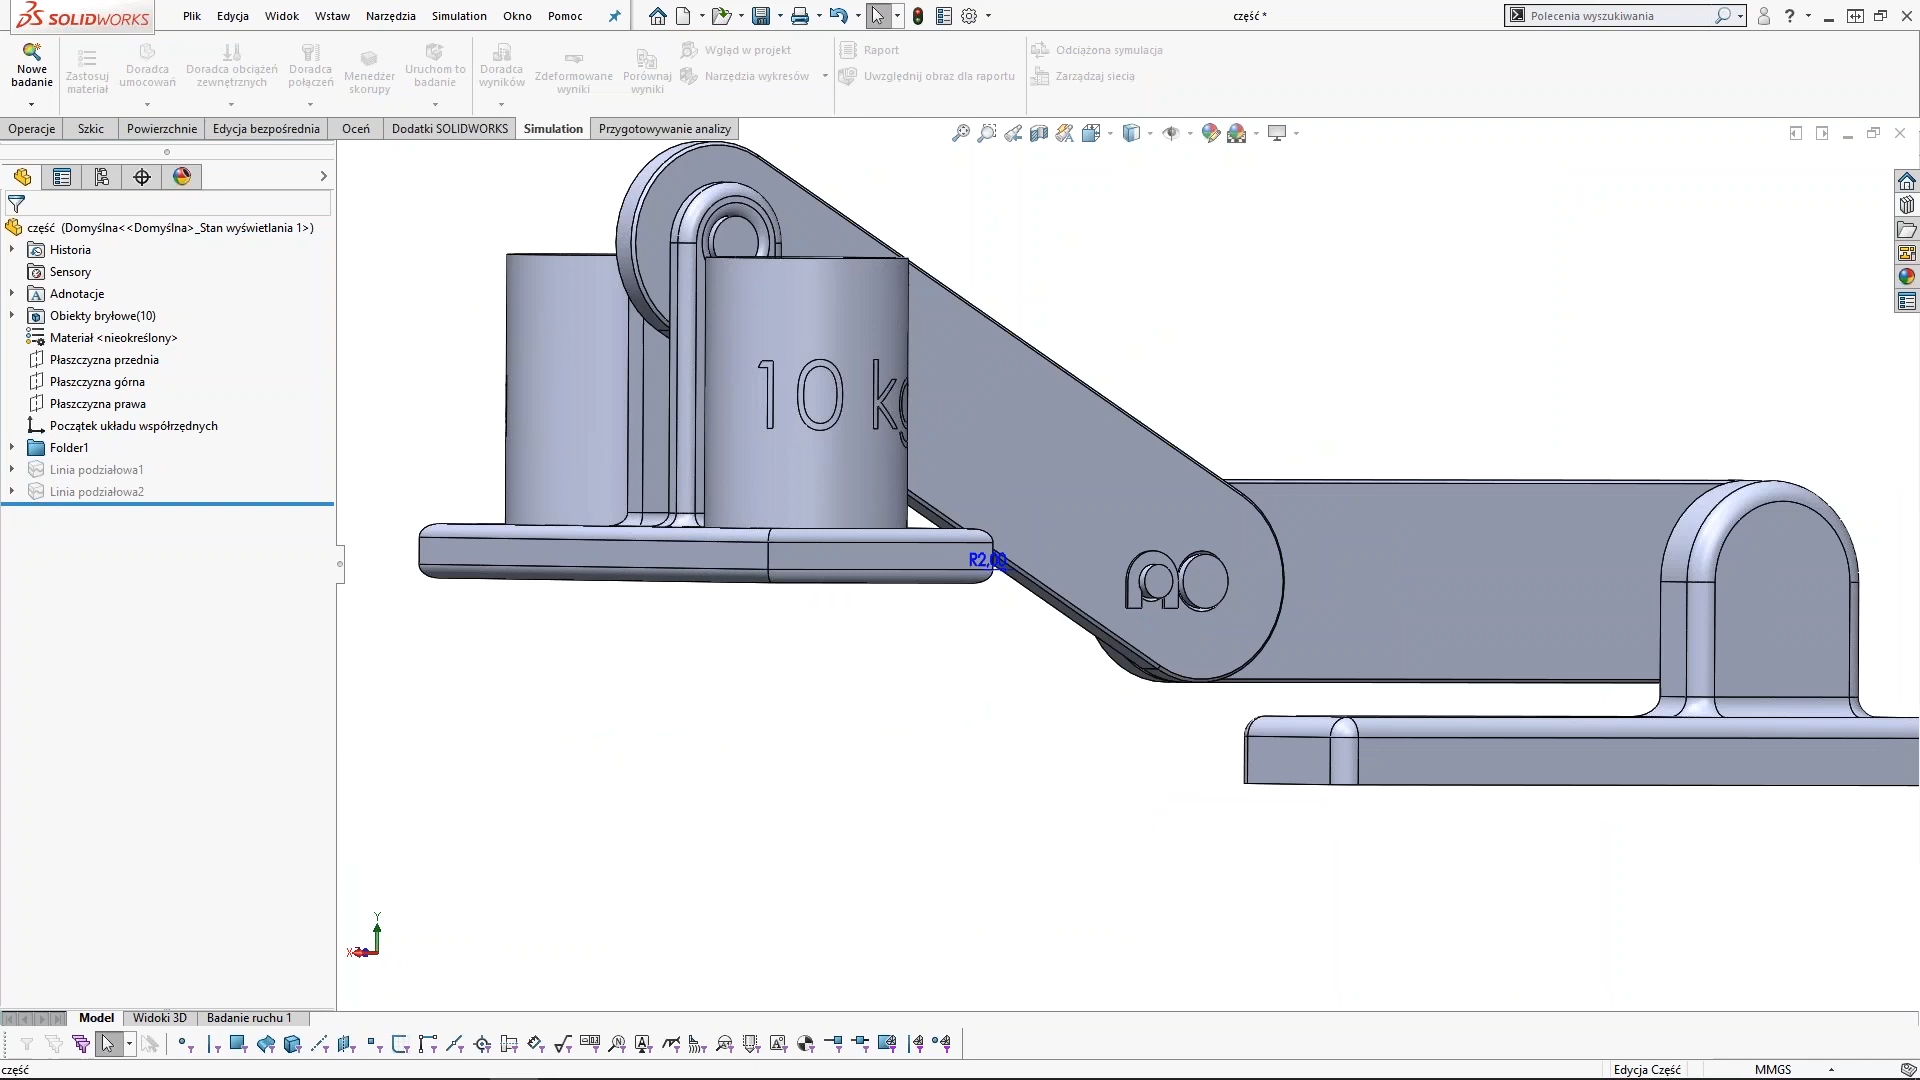 SOLIDWORKS
Plik Edycja Widok Wstaw Narzędzia Simulation Okno Pomoc
część *
Polecenia wyszukiwania
Nowe badanie
Zastosuj materiał
Doradca umocowań
Doradca obciążeń zewnętrznych
Doradca połączeń
Menedżer skorupy
Uruchom to badanie
Doradca wyników
Zdeformowane wyniki
Porównaj wyniki
Wgląd w projekt
Narzędzia wykresów
Raport
Uwzględnij obraz dla raportu
Odciążona symulacja
Zarządzaj siecią
Operacje Szkic Powierzchnie Edycja bezpośrednia Oceń Dodatki SOLIDWORKS Simulation Przygotowywanie analizy
część (Domyślna<<Domyślna>_Stan wyświetlania 1>)
Historia
Sensory
Adnotacje
Obiekty bryłowe(10)
Materiał <nieokreślony>
Płaszczyzna przednia
Płaszczyzna górna
Płaszczyzna prawa
Początek układu współrzędnych
Folder1
Linia podziałowa1
Linia podziałowa2
10 kg
R2,00
Y
X
Model Widoki 3D Badanie ruchu 1
część
Edycja Część
MMGS